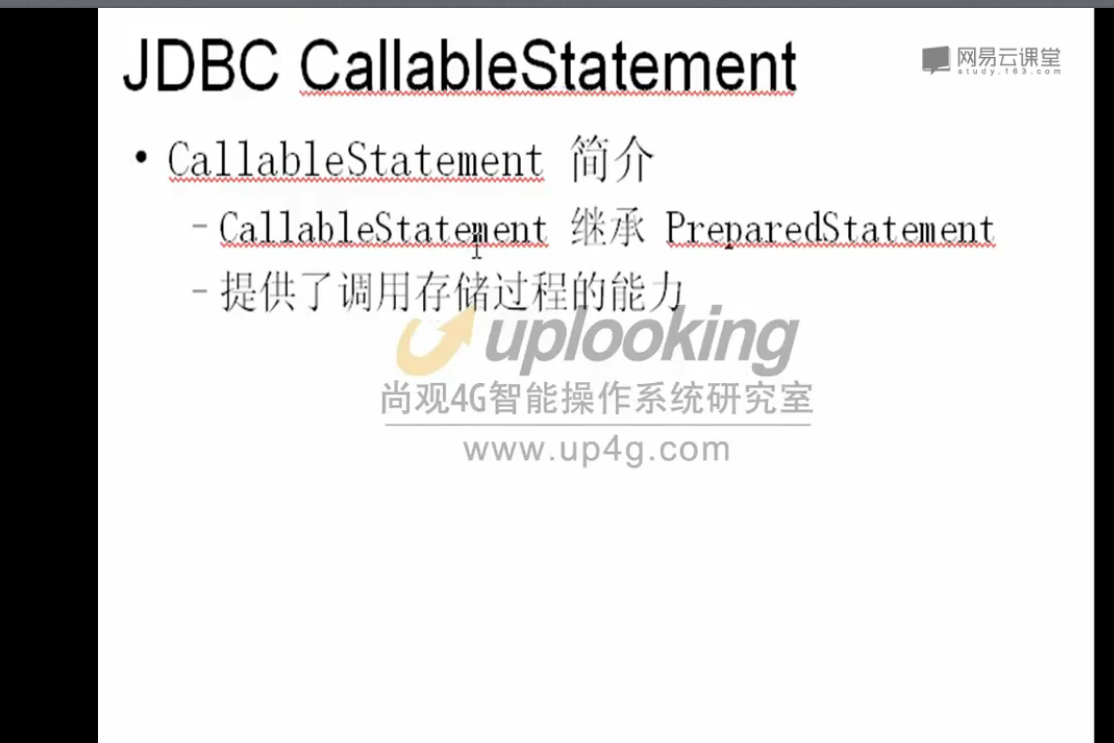 JDBC CallableStatement
网易云课堂
study.163.com
• CallableStatement 简介
– CallableStatement 继承 PreparedStatement
– 提供了调用存储过程的能力
uplooking
尚观4G智能操作系统研究室
www.up4g.com